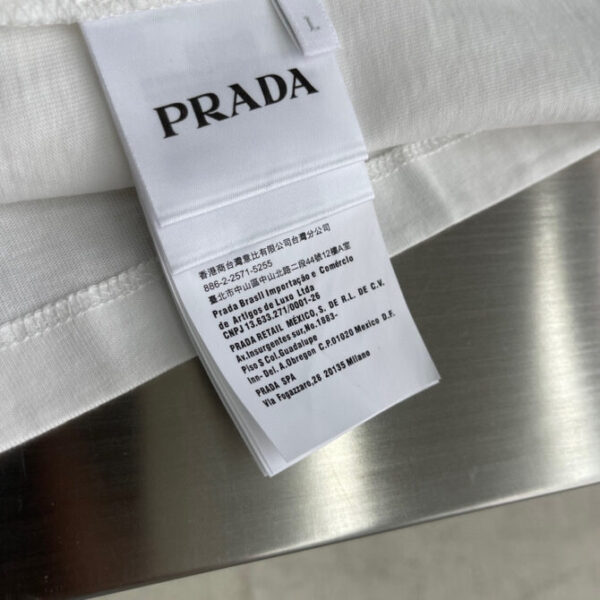 L
PRADA
香港商台灣意比有限公司台灣分公司
886-2-2571-5255
臺北市中山區中山北路二段44號12樓A室
Prada Brasil Importação e Comércio
de Artigos de Luxo Ltda
CNPJ 13.633.271/0001-26
PRADA RETAIL MÉXICO, S. DE R.L. DE C.V.
Av.Insurgentes sur,No.1863-
Piso 5 Col.Guadalupe
Inn- Del. A.Obregon C.P.01020 Mexico D.F.
PRADA SPA
Via Fogazzaro,28 20135 Milano